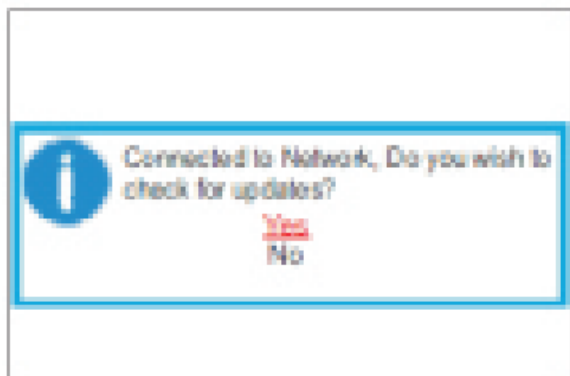 Connected to Network, Do you wish to
check for updates?
Yes
No